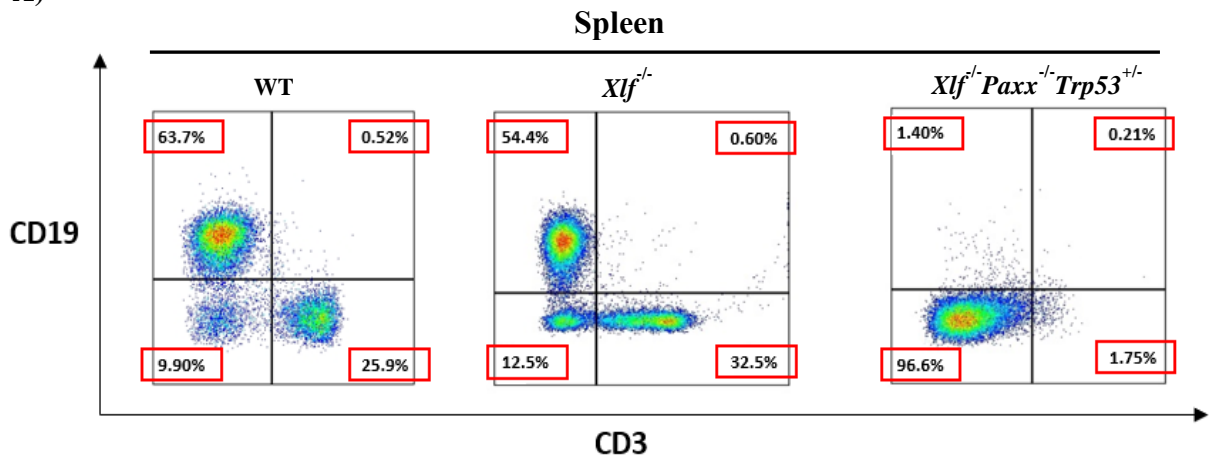 Spleen
WT Xlf-/- Xlf-/-Paxx-/-Trp53+/-
63.7% 0.52% 54.4% 0.60% 1.40% 0.21%
CD19
9.90% 25.9% 12.5% 32.5% 96.6% 1.75%
CD3